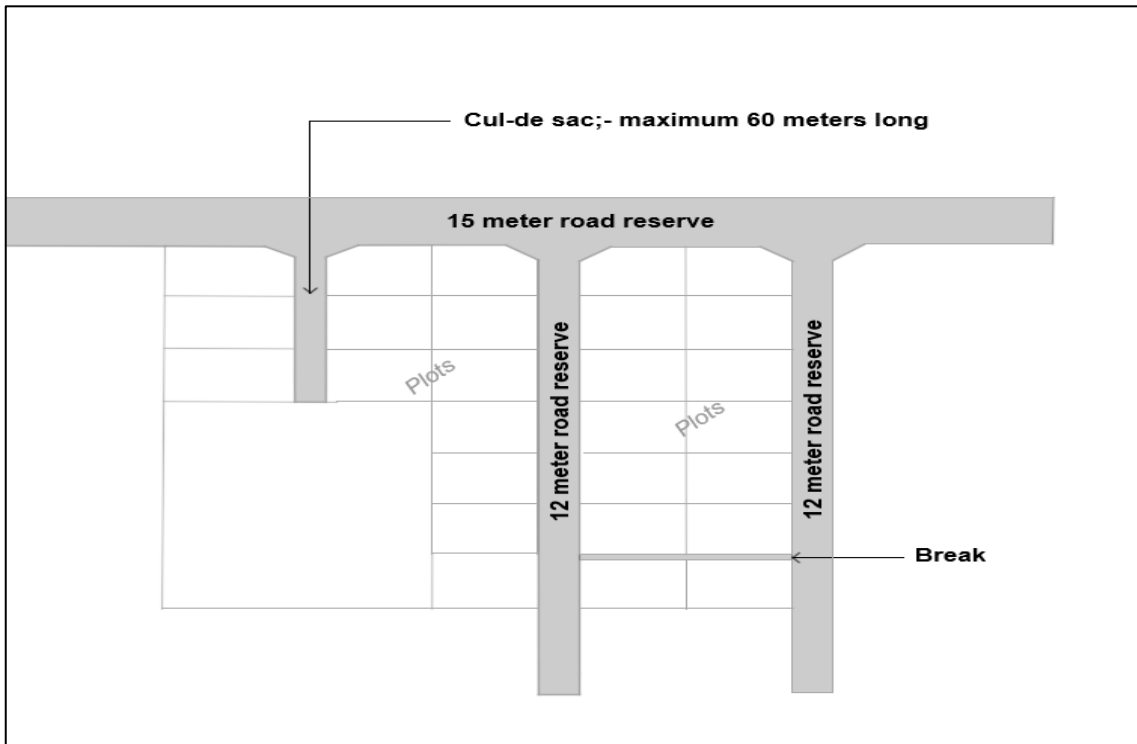 Cul-de sac;- maximum 60 meters long
15 meter road reserve
12 meter road reserve
12 meter road reserve
Plots
Plots
Break